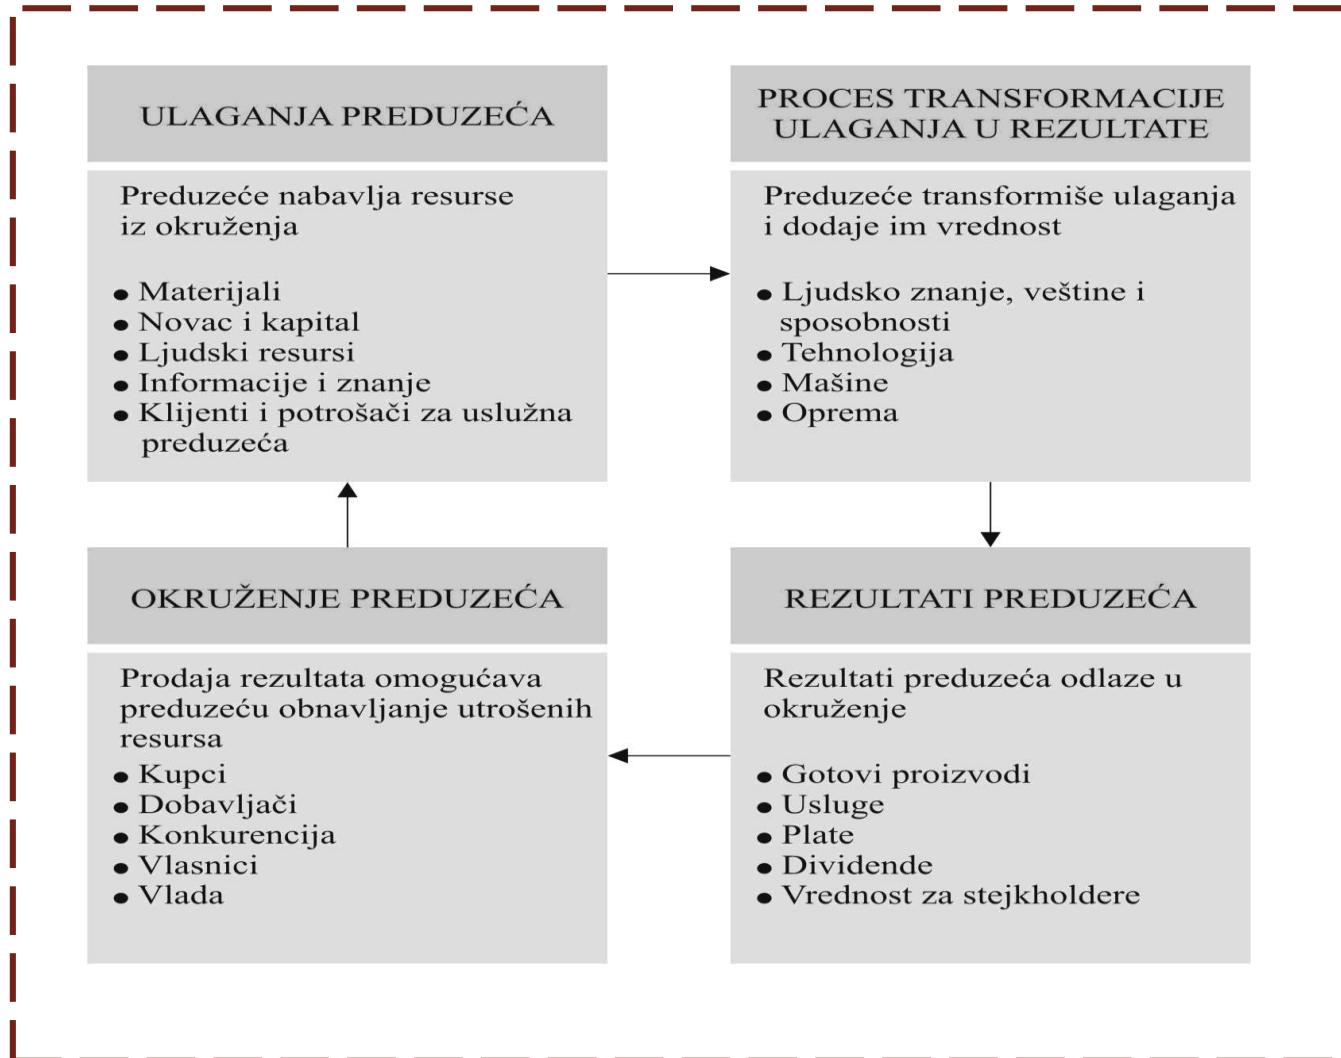 ULAGANJA PREDUZEĆA
Preduzeće nabavlja resurse
iz okruženja
● Materijali
● Novac i kapital
● Ljudski resursi
● Informacije i znanje
● Klijenti i potrošači za uslužna
preduzeća
PROCES TRANSFORMACIJE
ULAGANJA U REZULTATE
Preduzeće transformiše ulaganja
i dodaje im vrednost
● Ljudsko znanje, veštine i
sposobnosti
● Tehnologija
● Mašine
● Oprema
OKRUŽENJE PREDUZEĆA
Prodaja rezultata omogućava
preduzeću obnavljanje utrošenih
resursa
● Kupci
● Dobavljači
● Konkurencija
● Vlasnici
● Vlada
REZULTATI PREDUZEĆA
Rezultati preduzeća odlaze u
okruženje
● Gotovi proizvodi
● Usluge
● Plate
● Dividende
● Vrednost za stejkholdere